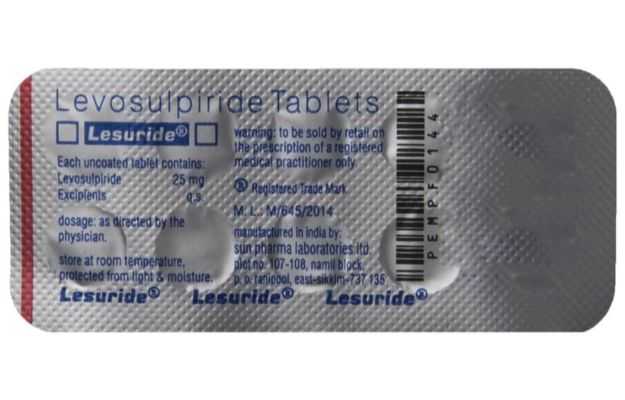 Levosulpiride Tablets
Lesuride®
Each uncoated tablet contains:
Levosulpiride 25 mg
Excipients q.s.
dosage: as directed by the
physician.
store at room temperature,
protected from light & moisture.
warning: to be sold by retail on
the prescription of a registered
medical practitioner only.
® Registered Trade Mark
M. L.: M/645/2014
manufactured in india by:
sun pharma laboratories ltd.
plot no. 107-108, namli block,
p. o. ranipool, east-sikkim-737 135
Lesuride® Lesuride® Lesuride®
PEMPF0144